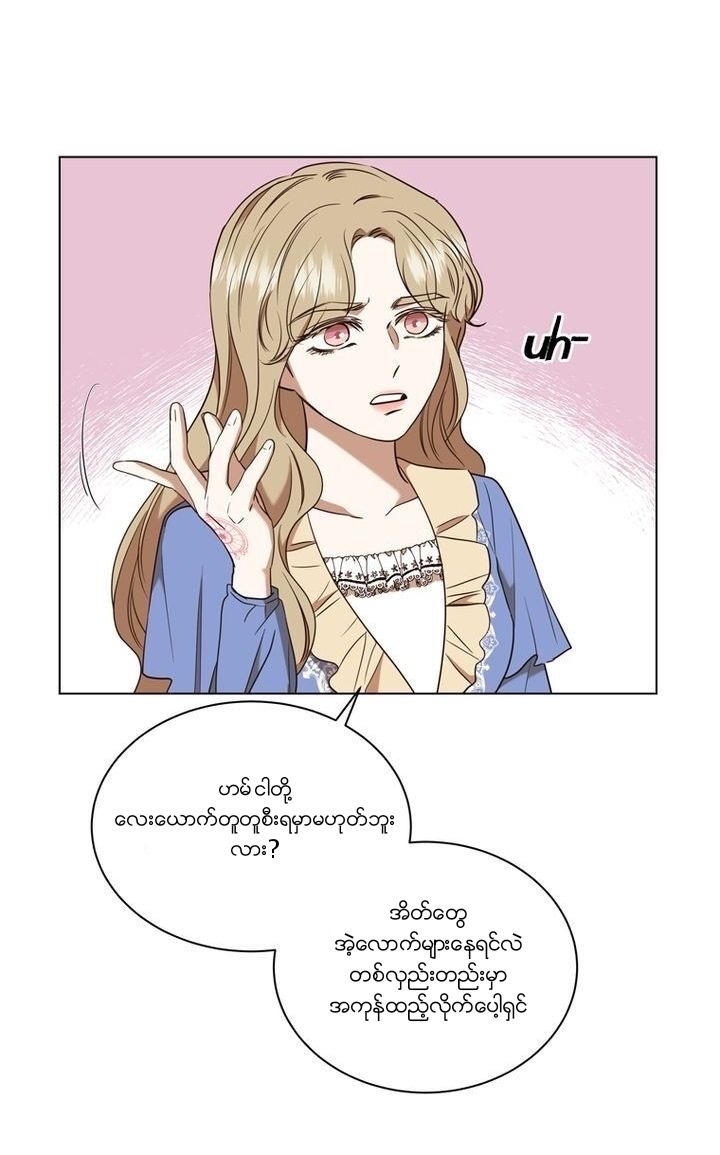 uh-
ဟမ် ငါတို့
လေးယောက်တူတူစီးရမှာမဟုတ်ဘူး
လား?
အိတ်တွေ
အဲ့လောက်များနေရင်လဲ
တစ်လှည်းတည်းမှာ
အကုန်ထည့်လိုက်ပေါ့ရှင်